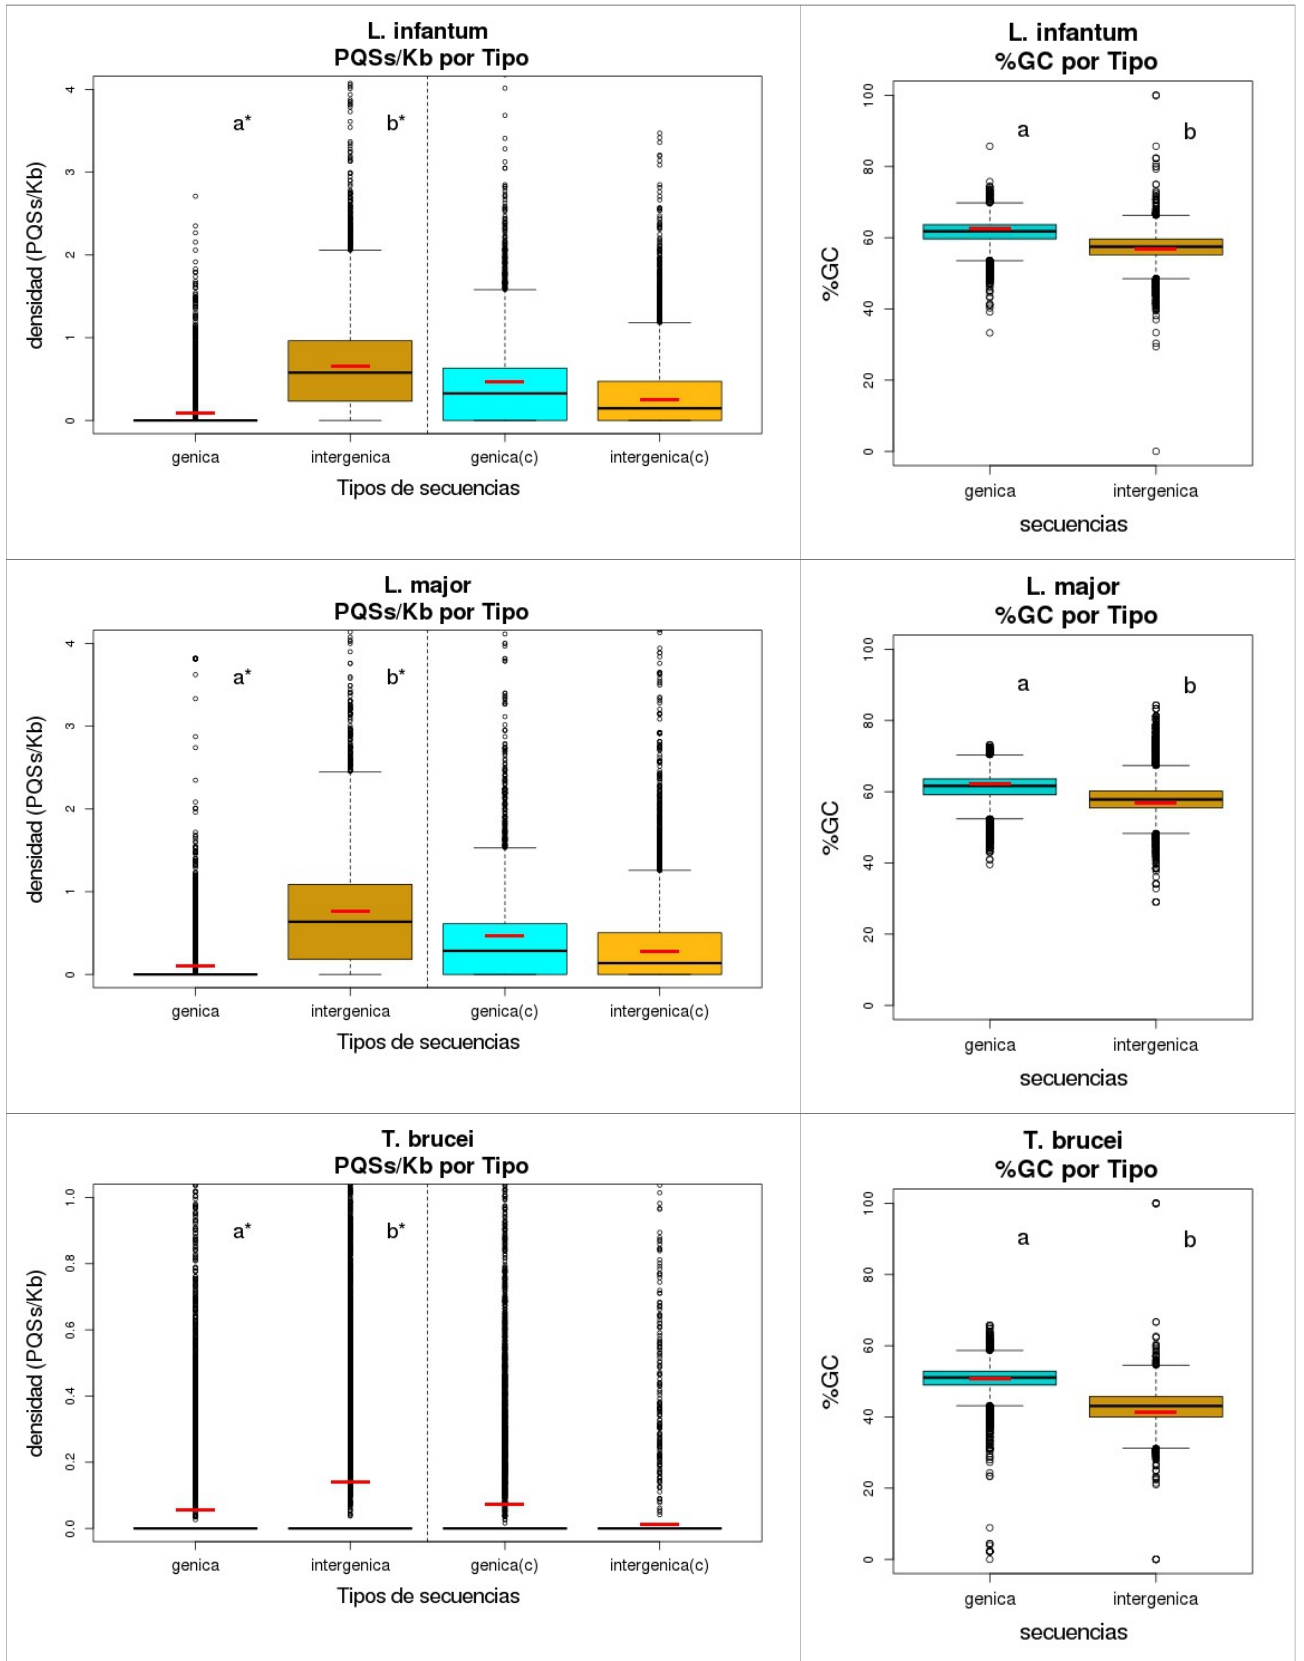 L. infantum
PQSs/Kb por Tipo
densidad (PQSs/Kb)
4
3
2
1
0
a*
b*
genica
intergenica
genica(c)
intergenica(c)
Tipos de secuencias
L. infantum
%GC por Tipo
%GC
100
80
60
40
20
0
a
b
genica
intergenica
secuencias
L. major
PQSs/Kb por Tipo
densidad (PQSs/Kb)
4
3
2
1
0
a*
b*
genica
intergenica
genica(c)
intergenica(c)
Tipos de secuencias
L. major
%GC por Tipo
%GC
100
80
60
40
20
0
a
b
genica
intergenica
secuencias
T. brucei
PQSs/Kb por Tipo
densidad (PQSs/Kb)
1.0
0.8
0.6
0.4
0.2
0.0
a*
b*
genica
intergenica
genica(c)
intergenica(c)
Tipos de secuencias
T. brucei
%GC por Tipo
%GC
100
80
60
40
20
0
a
b
genica
intergenica
secuencias